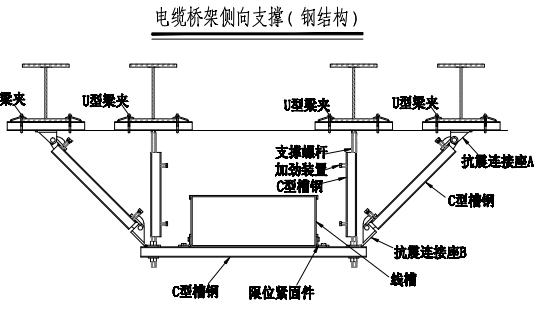 电缆桥架侧向支撑(钢结构)
梁夹
U型梁夹
U型梁夹
U型梁夹
支撑螺杆
加劲装置
C型槽钢
抗震连接座A
C型槽钢
抗震连接座B
线槽
C型槽钢
限位紧固件